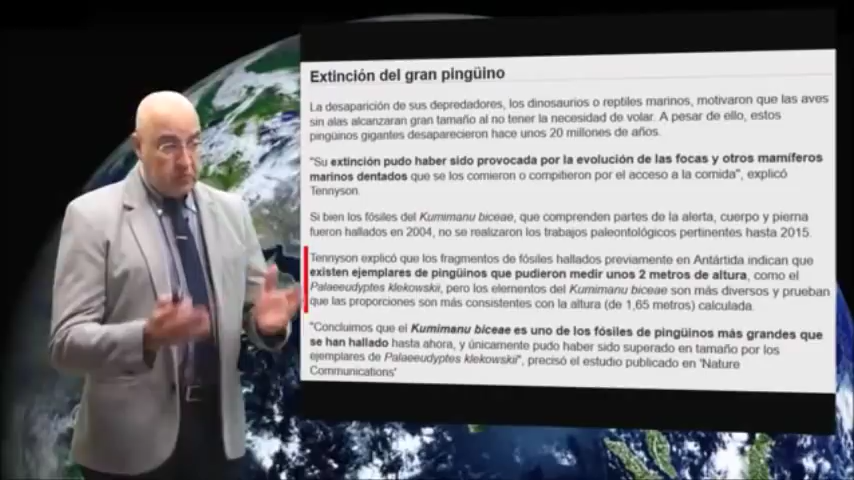 Extinción del gran pingüino
La desaparición de sus depredadores, los dinosaurios o reptiles marinos, motivaron que las aves
sin alas alcanzaran gran tamaño al no tener la necesidad de volar. A pesar de ello, estos
pingüinos gigantes desaparecieron hace unos 20 millones de años.
"Su extinción pudo haber sido provocada por la evolución de las focas y otros mamíferos
marinos dentados que se los comieron o compitieron por el acceso a la comida", explicó
Tennyson.
Si bien los fósiles del Kumimanu biceae, que comprenden partes de la alerta, cuerpo y pierna
fueron hallados en 2004, no se realizaron los trabajos paleontológicos pertinentes hasta 2015.
Tennyson explicó que los fragmentos de fósiles hallados previamente en Antártida indican que
existen ejemplares de pingüinos que pudieron medir unos 2 metros de altura, como el
Palaeeudyptes klekowskii, pero los elementos del Kumimanu biceae son más diversos y prueban
que las proporciones son más consistentes con la altura (de 1,65 metros) calculada.
"Concluimos que el Kumimanu biceae es uno de los fósiles de pingüinos más grandes que
se han hallado hasta ahora, y únicamente pudo haber sido superado en tamaño por los
ejemplares de Palaeeudyptes klekowskii", precisó el estudio publicado en 'Nature
Communications'